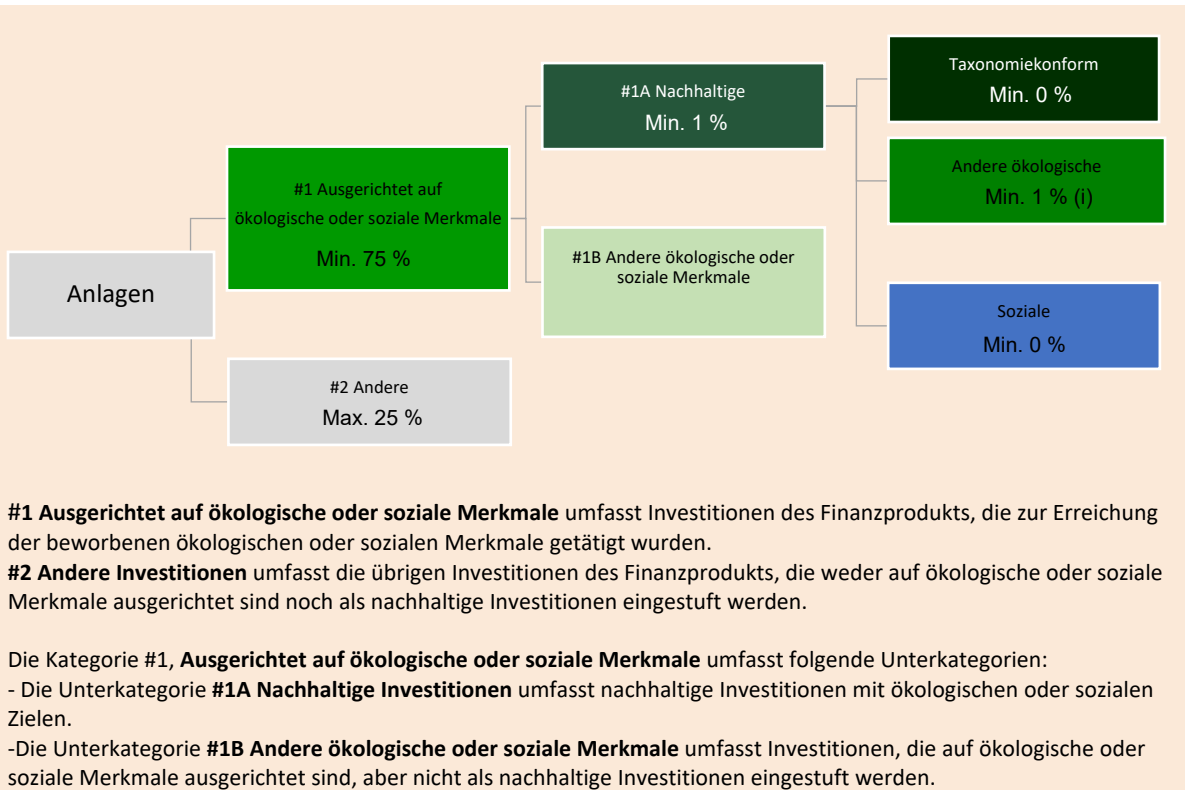 Anlagen
#1 Ausgerichtet auf
ökologische oder soziale Merkmale
Min. 75 %
#2 Andere
Max. 25 %
#1A Nachhaltige
Min. 1 %
#1B Andere ökologische oder
soziale Merkmale
Taxonomiekonform
Min. 0 %
Andere ökologische
Min. 1 % (i)
Soziale
Min. 0 %
#1 Ausgerichtet auf ökologische oder soziale Merkmale umfasst Investitionen des Finanzprodukts, die zur Erreichung
der beworbenen ökologischen oder sozialen Merkmale getätigt wurden.
#2 Andere Investitionen umfasst die übrigen Investitionen des Finanzprodukts, die weder auf ökologische oder soziale
Merkmale ausgerichtet sind noch als nachhaltige Investitionen eingestuft werden.
Die Kategorie #1, Ausgerichtet auf ökologische oder soziale Merkmale umfasst folgende Unterkategorien:
- Die Unterkategorie #1A Nachhaltige Investitionen umfasst nachhaltige Investitionen mit ökologischen oder sozialen
Zielen.
-Die Unterkategorie #1B Andere ökologische oder soziale Merkmale umfasst Investitionen, die auf ökologische oder
soziale Merkmale ausgerichtet sind, aber nicht als nachhaltige Investitionen eingestuft werden.